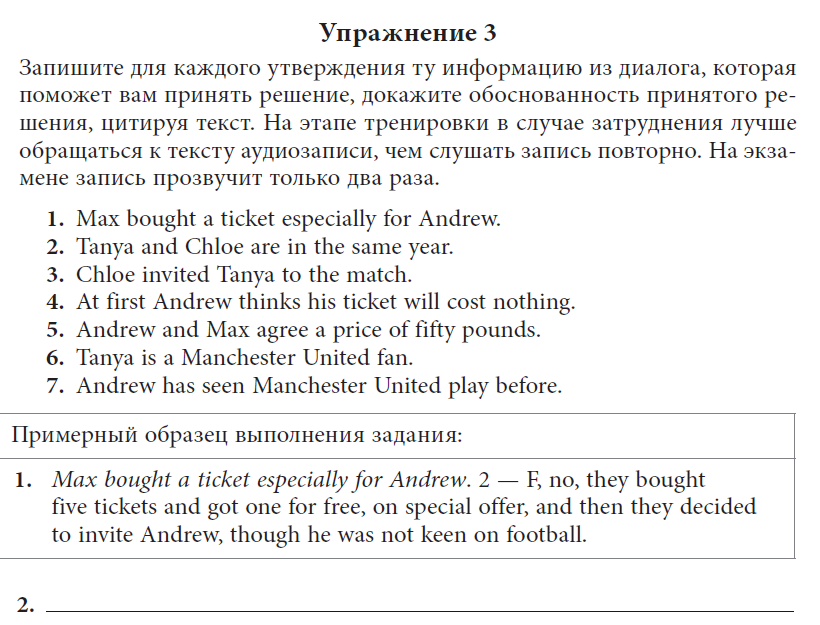 Упражнение 3
Запишите для каждого утверждения ту информацию из диалога, которая
поможет вам принять решение, докажите обоснованность принятого ре-
шения, цитируя текст. На этапе тренировки в случае затруднения лучше
обращаться к тексту аудиозаписи, чем слушать запись повторно. На экза-
мене запись прозвучит только два раза.
1. Max bought a ticket especially for Andrew.
2. Tanya and Chloe are in the same year.
3. Chloe invited Tanya to the match.
4. At first Andrew thinks his ticket will cost nothing.
5. Andrew and Max agree a price of fifty pounds.
6. Tanya is a Manchester United fan.
7. Andrew has seen Manchester United play before.
Примерный образец выполнения задания:
1. Max bought a ticket especially for Andrew. 2 — F, no, they bought
five tickets and got one for free, on special offer, and then they decided
to invite Andrew, though he was not keen on football.
2.